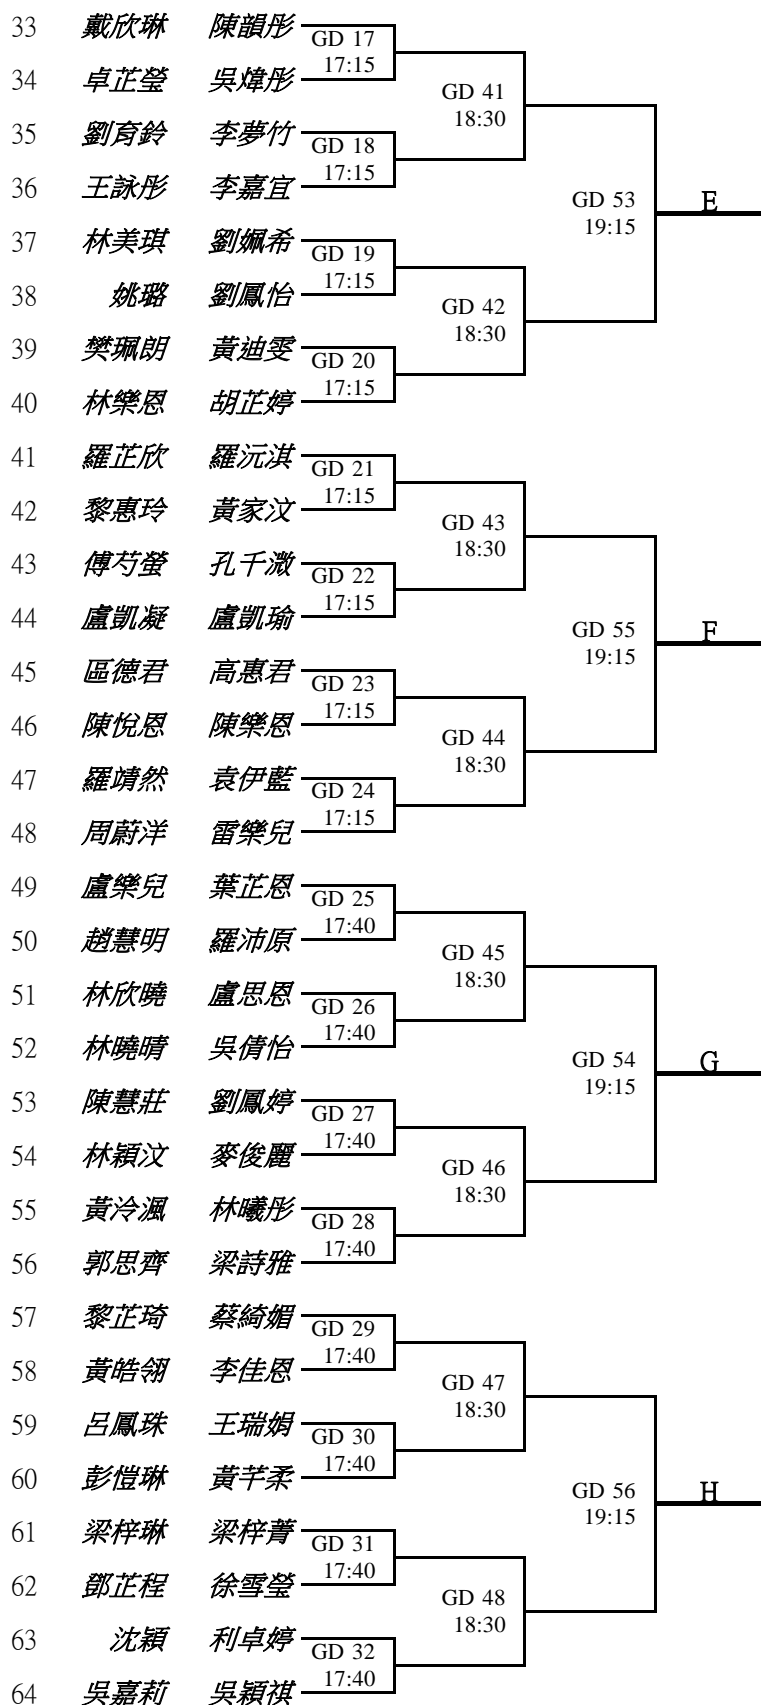 33 戴欣琳 陳韻彤
GD 17
17:15
34 卓芷瑩 吳煒彤
GD 41
18:30
35 劉育鈴 李夢竹
GD 18
17:15
36 王詠彤 李嘉宜
GD 53
19:15
E
37 林美琪 劉姵希
GD 19
17:15
38 姚璐 劉鳳怡
GD 42
18:30
39 樊珮朗 黃迪雯
GD 20
17:15
40 林樂恩 胡芷婷
41 羅芷欣 羅沅淇
GD 21
17:15
42 黎惠玲 黃家汶
GD 43
18:30
43 傅芍螢 孔千溦
GD 22
17:15
44 盧凱凝 盧凱瑜
GD 55
19:15
F
45 區德君 高惠君
GD 23
17:15
46 陳悅恩 陳樂恩
GD 44
18:30
47 羅靖然 袁伊藍
GD 24
17:15
48 周蔚洋 雷樂兒
49 盧樂兒 葉芷恩
GD 25
17:40
50 趙慧明 羅沛原
GD 45
18:30
51 林欣曉 盧思恩
GD 26
17:40
52 林曉晴 吳倩怡
GD 54
19:15
G
53 陳慧莊 劉鳳婷
GD 27
17:40
54 林穎汶 麥俊麗
GD 46
18:30
55 黃泠渢 林曦彤
GD 28
17:40
56 郭思齊 梁詩雅
57 黎芷琦 蔡綺媚
GD 29
17:40
58 黃皓翎 李佳恩
GD 47
18:30
59 呂鳳珠 王瑞娟
GD 30
17:40
60 彭愷琳 黃芊柔
GD 56
19:15
H
61 梁梓琳 梁梓菁
GD 31
17:40
62 鄧芷程 徐雪瑩
GD 48
18:30
63 沈穎 利卓婷
GD 32
17:40
64 吳嘉莉 吳穎祺